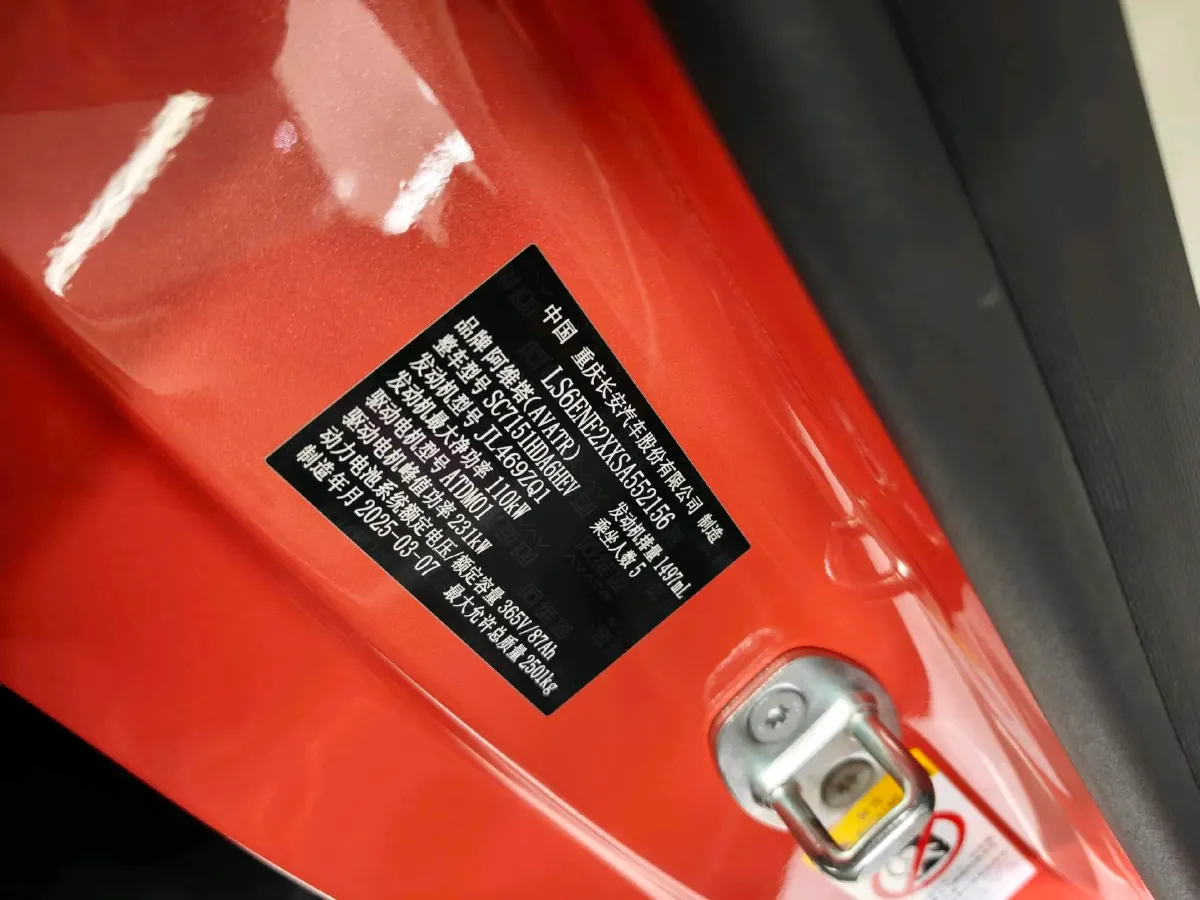 中国 重庆长安汽车股份有限公司 制造
LS6ENE2XXSA552156
品牌 阿维塔(AVATR)
整车型号 SC7151HDA6HEV
发动机型号 JL469ZQ1 发动机排量 1497mL
发动机最大净功率 110kW 乘坐人数 5
驱动电机型号 ATDM01
驱动电机峰值功率 231kW
动力电池系统额定电压/额定容量 365V/87Ah
制造年月 2025-03-07 最大允许总质量 2501kg